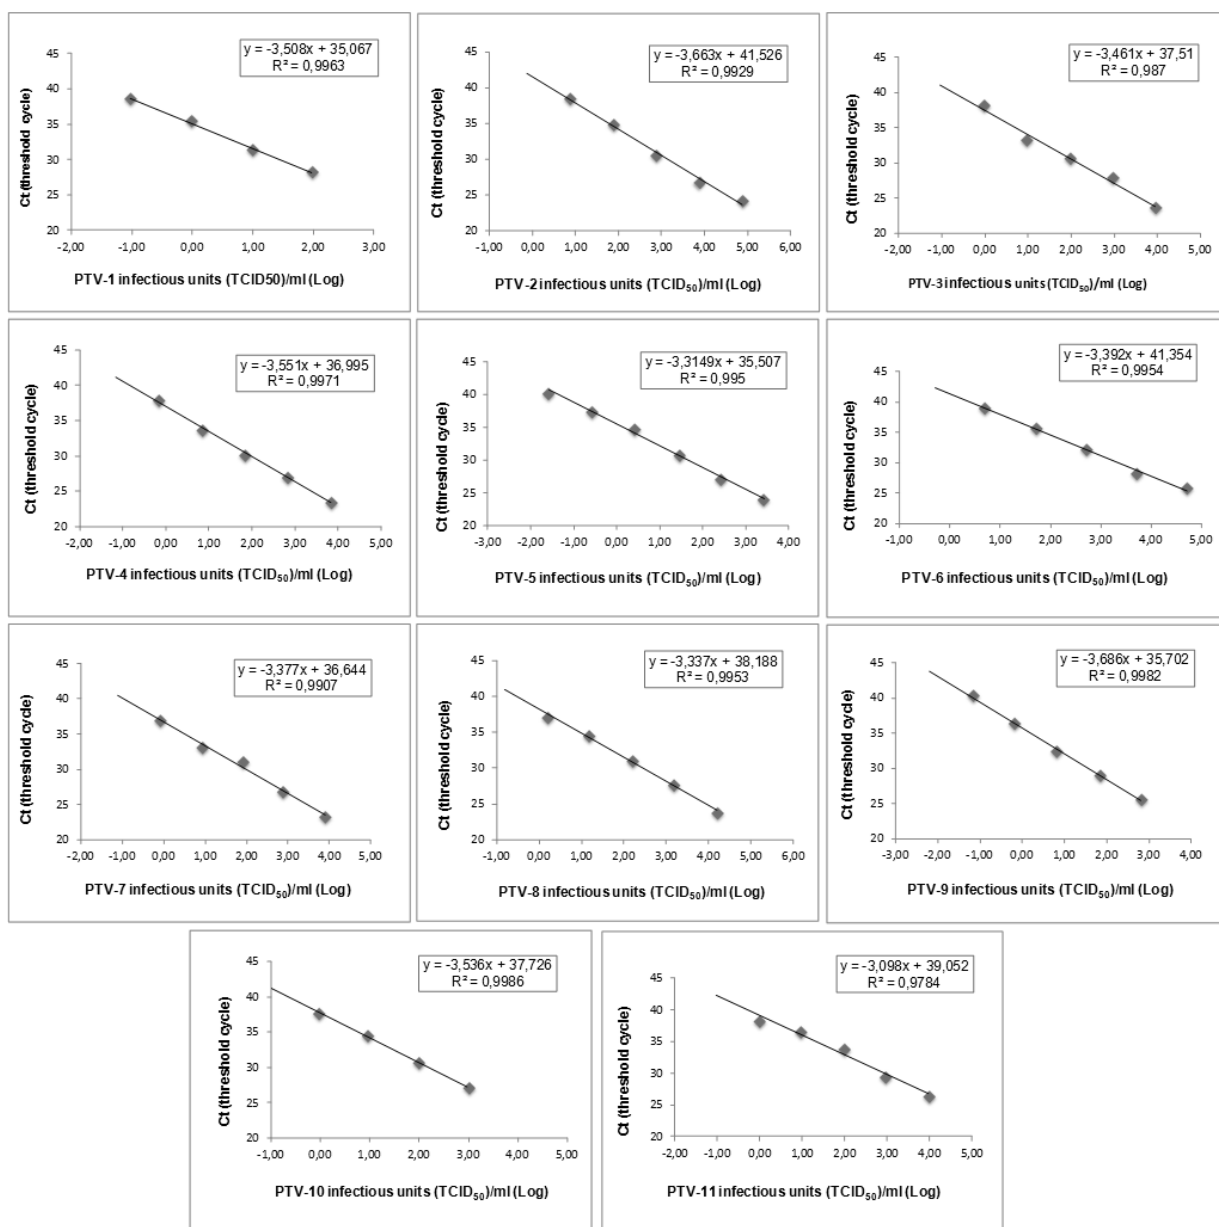 y = -3,508x + 35,067
R² = 0,9963
Ct (threshold cycle)
45
40
35
30
25
20
-2,00 -1,00 0,00 1,00 2,00 3,00
PTV-1 infectious units (TCID50)/ml (Log)
y = -3,663x + 41,526
R² = 0,9929
Ct (threshold cycle)
45
40
35
30
25
20
-1,00 0,00 1,00 2,00 3,00 4,00 5,00 6,00
PTV-2 infectious units (TCID₅₀)/ml (Log)
y = -3,461x + 37,51
R² = 0,987
Ct (threshold cycle)
45
40
35
30
25
20
-2,00 -1,00 0,00 1,00 2,00 3,00 4,00 5,00
PTV-3 infectious units (TCID₅₀)/ml (Log)
y = -3,551x + 36,995
R² = 0,9971
Ct (threshold cycle)
45
40
35
30
25
20
-2,00 -1,00 0,00 1,00 2,00 3,00 4,00 5,00
PTV-4 infectious units (TCID₅₀)/ml (Log)
y = -3,3149x + 35,507
R² = 0,995
Ct (threshold cycle)
45
40
35
30
25
20
-3,00 -2,00 -1,00 0,00 1,00 2,00 3,00 4,00
PTV-5 infectious units (TCID₅₀)/ml (Log)
y = -3,392x + 41,354
R² = 0,9954
Ct (threshold cycle)
45
40
35
30
25
20
-1,00 0,00 1,00 2,00 3,00 4,00 5,00
PTV-6 infectious units (TCID₅₀)/ml (Log)
y = -3,377x + 36,644
R² = 0,9907
Ct (threshold cycle)
45
40
35
30
25
20
-2,00 -1,00 0,00 1,00 2,00 3,00 4,00 5,00
PTV-7 infectious units (TCID₅₀)/ml (Log)
y = -3,337x + 38,188
R² = 0,9953
Ct (threshold cycle)
45
40
35
30
25
20
-1,00 0,00 1,00 2,00 3,00 4,00 5,00 6,00
PTV-8 infectious units (TCID₅₀)/ml (Log)
y = -3,686x + 35,702
R² = 0,9982
Ct (threshold cycle)
45
40
35
30
25
20
-3,00 -2,00 -1,00 0,00 1,00 2,00 3,00 4,00
PTV-9 infectious units (TCID₅₀)/ml (Log)
y = -3,536x + 37,726
R² = 0,9986
Ct (threshold cycle)
45
40
35
30
25
20
-1,00 0,00 1,00 2,00 3,00 4,00 5,00
PTV-10 infectious units (TCID₅₀)/ml (Log)
y = -3,098x + 39,052
R² = 0,9784
Ct (threshold cycle)
45
40
35
30
25
20
-2,00 -1,00 0,00 1,00 2,00 3,00 4,00 5,00
PTV-11 infectious units (TCID₅₀)/ml (Log)